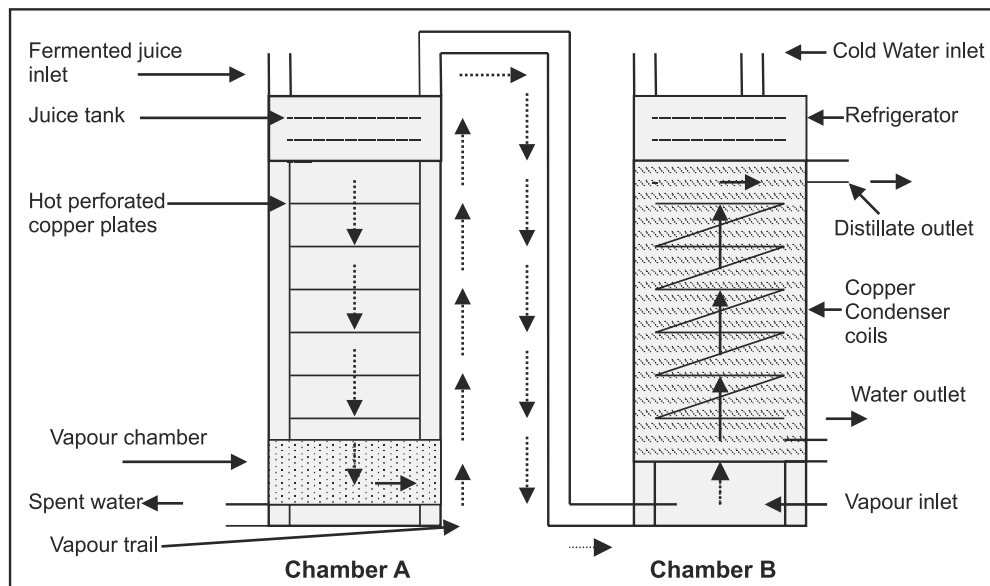 Fermented juice
inlet
Juice tank
Hot perforated
copper plates
Vapour chamber
Spent water
Vapour trail
Chamber A
Cold Water inlet
Refrigerator
Distillate outlet
Copper
Condenser
coils
Water outlet
Vapour inlet
Chamber B